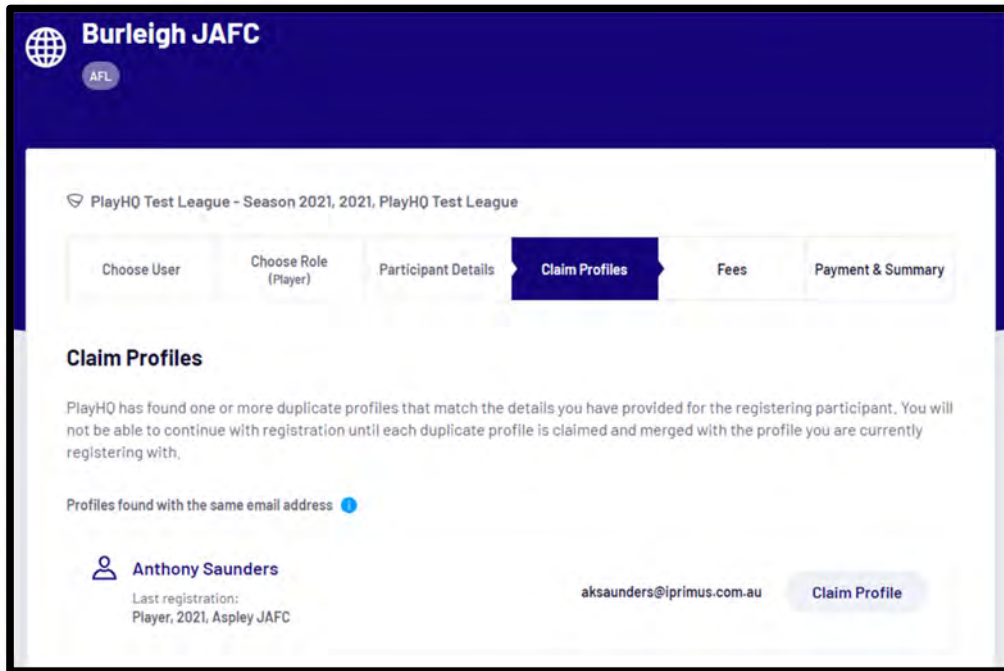 Burleigh JAFC
AFL
PlayHQ Test League - Season 2021, 2021, PlayHQ Test League
Choose User
Choose Role
(Player)
Participant Details
Claim Profiles
Fees
Payment & Summary
Claim Profiles
PlayHQ has found one or more duplicate profiles that match the details you have provided for the registering participant. You will
not be able to continue with registration until each duplicate profile is claimed and merged with the profile you are currently
registering with.
Profiles found with the same email address
Anthony Saunders
Last registration:
Player, 2021, Aspley JAFC
aksaunders@iprimus.com.au
Claim Profile